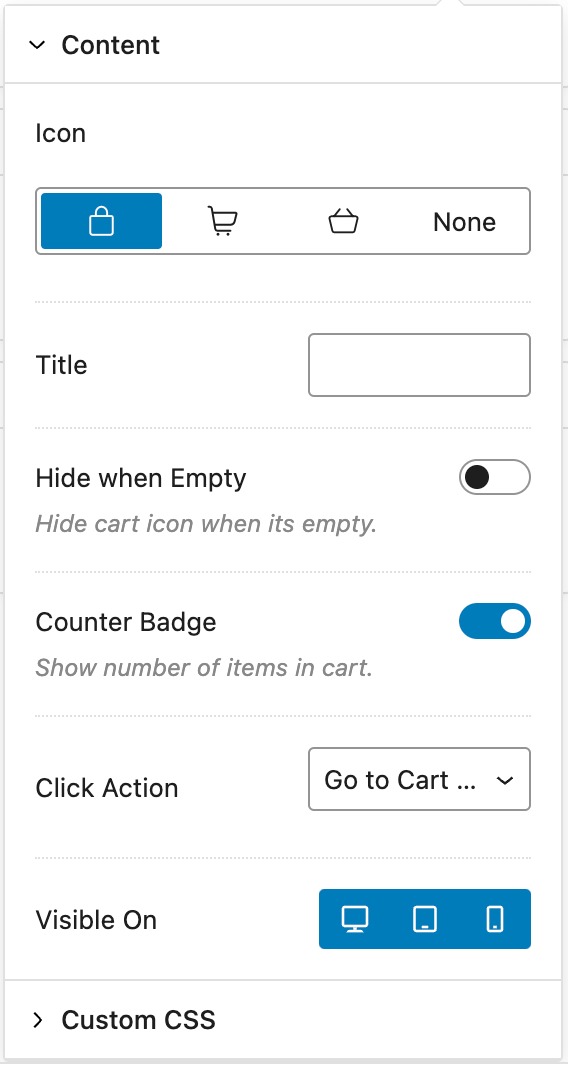 Content
Icon
None
Title
Hide when Empty
Hide cart icon when its empty.
Counter Badge
Show number of items in cart.
Click Action
Go to Cart ...
Visible On
Custom CSS